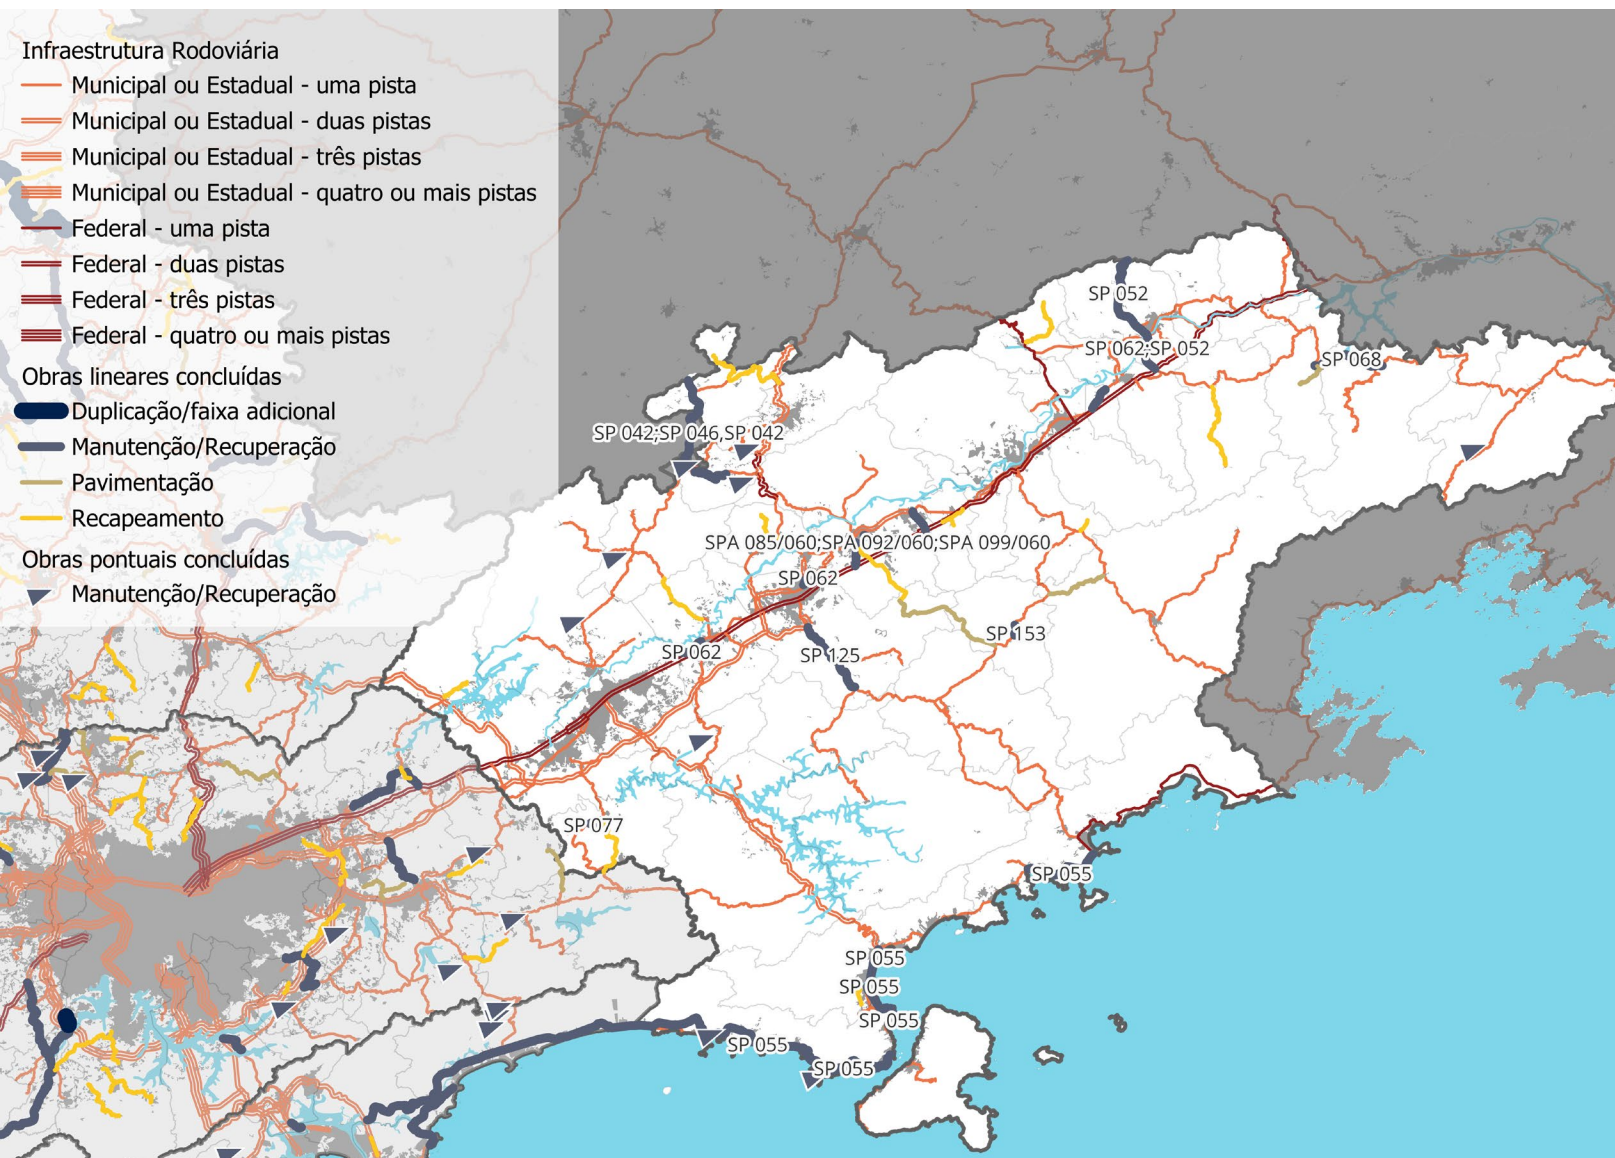 Infraestrutura Rodoviária
Municipal ou Estadual - uma pista
Municipal ou Estadual - duas pistas
Municipal ou Estadual - três pistas
Municipal ou Estadual - quatro ou mais pistas
Federal - uma pista
Federal - duas pistas
Federal - três pistas
Federal - quatro ou mais pistas
Obras lineares concluídas
Duplicação/faixa adicional
Manutenção/Recuperação
Pavimentação
Recapeamento
Obras pontuais concluídas
Manutenção/Recuperação
SP 052
SP 062;SP 052
SP 068
SP 042;SP 046,SP 042
SPA 085/060;SPA 092/060;SPA 099/060
SP 062
SP 153
SP 062
SP 125
SP 077
SP 055
SP 055
SP 055
SP 055
SP 055
SP 055